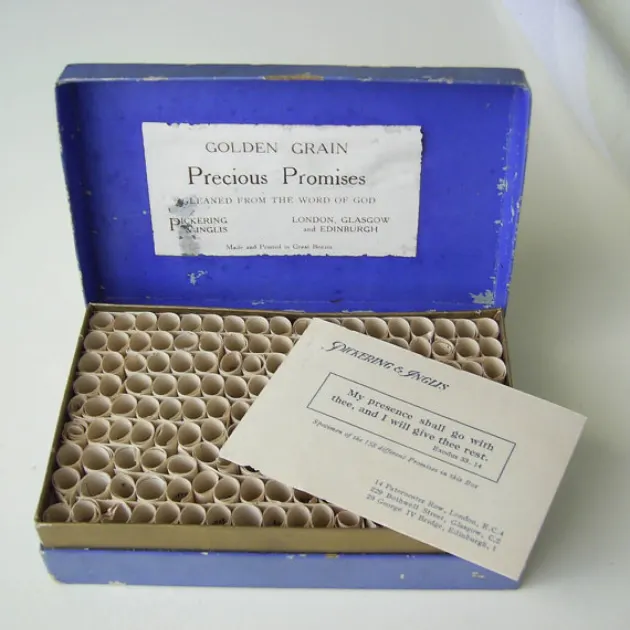 GOLDEN GRAIN
Precious Promises
GLEANED FROM THE WORD OF GOD
PICKERING
INGLIS
LONDON, GLASGOW
and EDINBURGH
Made and Printed in Great Britain
PICKERING & INGLIS
My presence shall go with
thee, and I will give thee rest.
Exodus 33. 14
Specimen of the different Promises in this Box
14 Paternoster Row, London, E.C.4
229 Bothwell Street, Glasgow, C.2
29 George IV Bridge, Edinburgh, 1